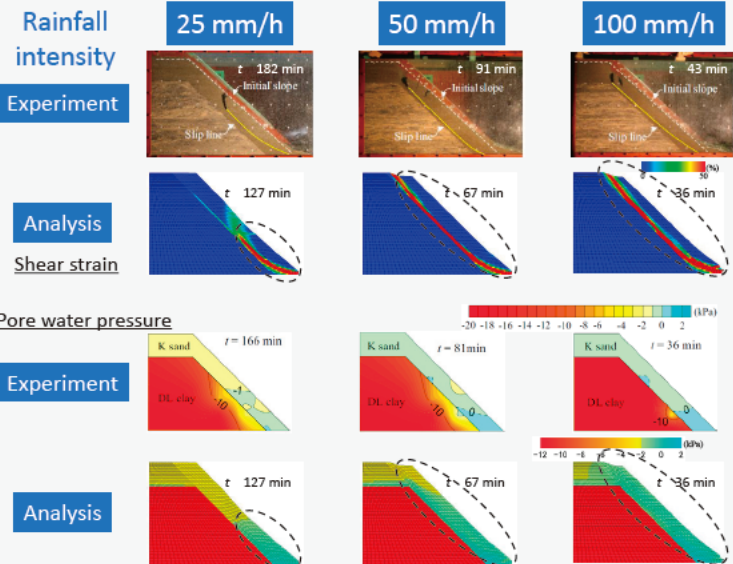 Rainfall
intensity
25 mm/h
50 mm/h
100 mm/h
Experiment
t 182 min
Initial slope
Slip line
t 91 min
Initial slope
Slip line
t 43 min
Initial slope
Slip line
Analysis
Shear strain
t 127 min
t 67 min
0 50 (%)
t 36 min
Pore water pressure
-20 -18 -16 -14 -12 -10 -8 -6 -4 -2 0 2 (kPa)
Experiment
K sand
t = 166 min
DL clay
-10
-1
K sand
t = 81min
DL clay
-10
0
K sand
t = 36 min
DL clay
-10
0
-12 -10 -8 -6 -4 -2 0 2 (kPa)
Analysis
t 127 min
t 67 min
t 36 min